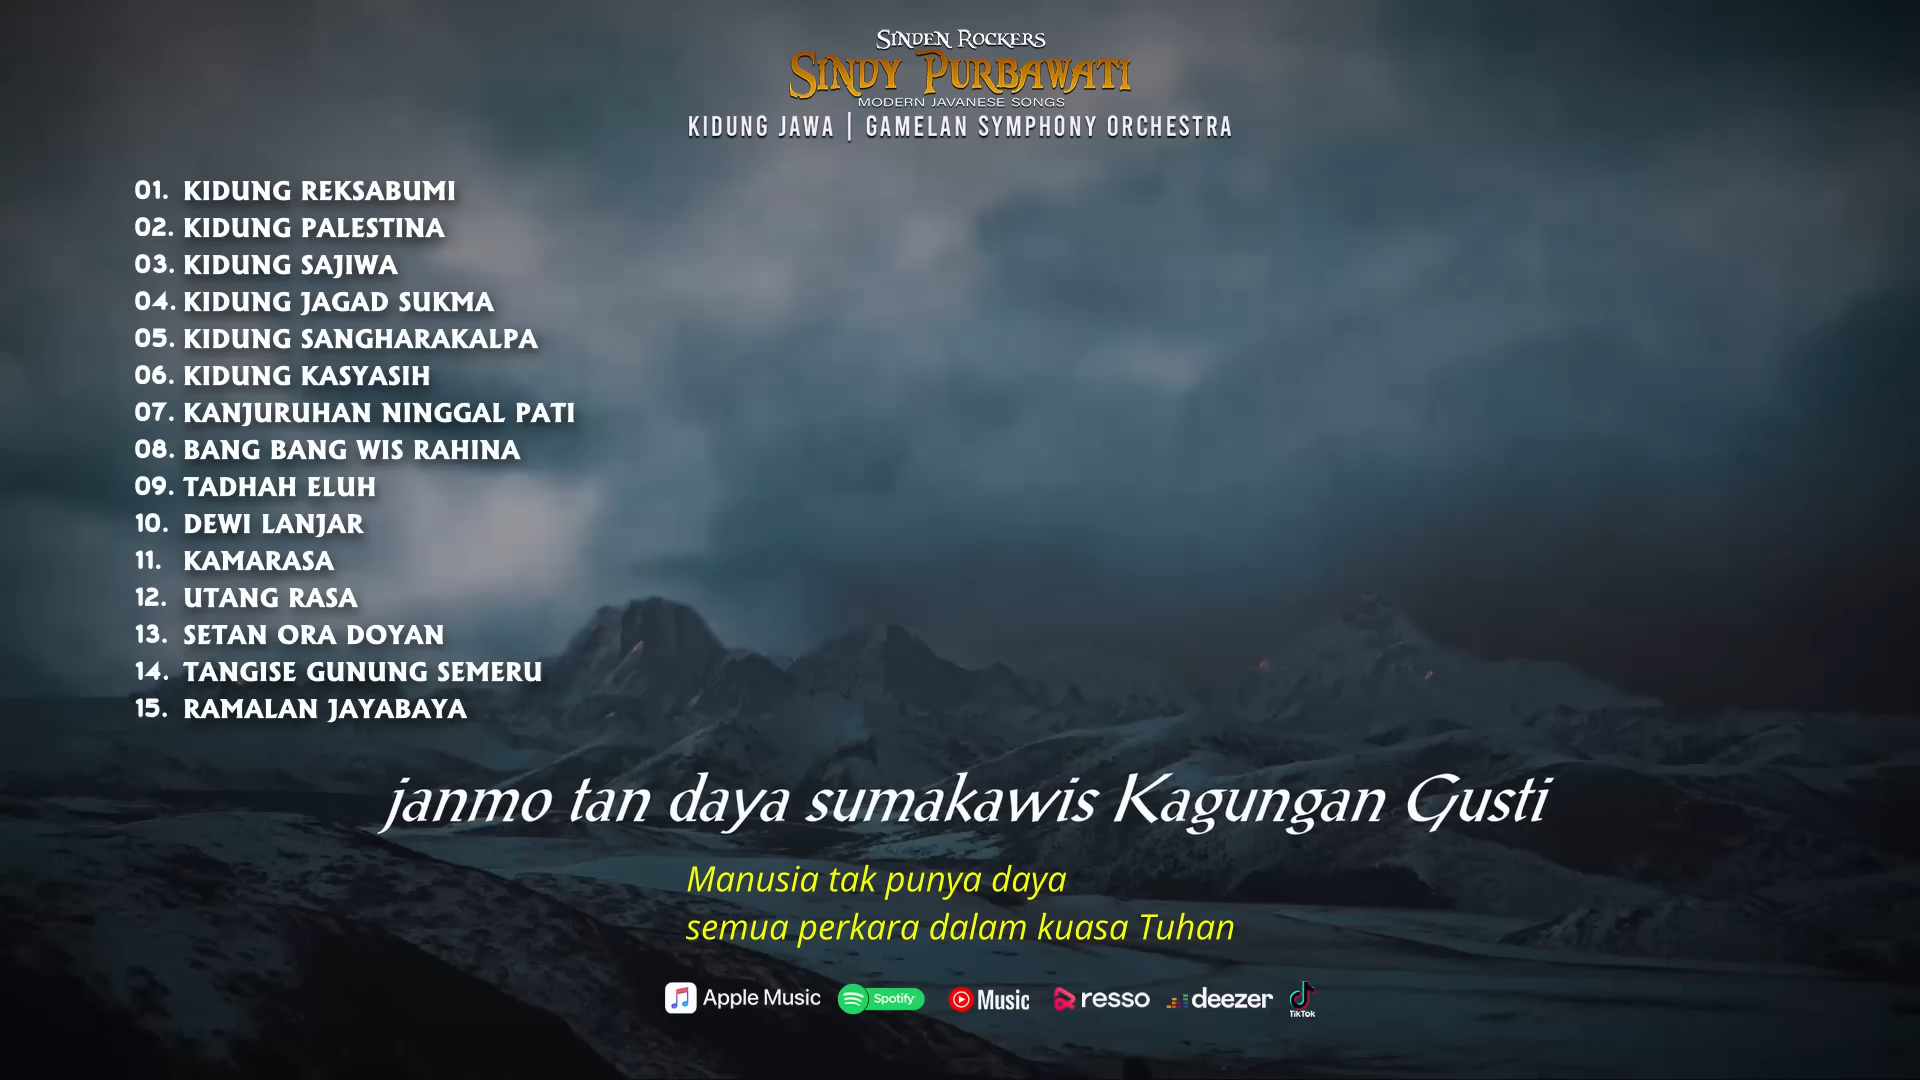 SINDEN ROCKERS
SINDY PURBAWATI
MODERN JAVANESE SONGS
KIDUNG JAWA | GAMELAN SYMPHONY ORCHESTRA
01. KIDUNG REKSABUMI
02. KIDUNG PALESTINA
03. KIDUNG SAJIWA
04. KIDUNG JAGAD SUKMA
05. KIDUNG SANGHARAKALPA
06. KIDUNG KASYASIH
07. KANJURUHAN NINGGAL PATI
08. BANG BANG WIS RAHINA
09. TADHAH ELUH
10. DEWI LANJAR
11. KAMARASA
12. UTANG RASA
13. SETAN ORA DOYAN
14. TANGISE GUNUNG SEMERU
15. RAMALAN JAYABAYA
janmo tan daya sumakawis Kagungan Gusti
Manusia tak punya daya
semua perkara dalam kuasa Tuhan
Apple Music Spotify Music resso deezer TikTok